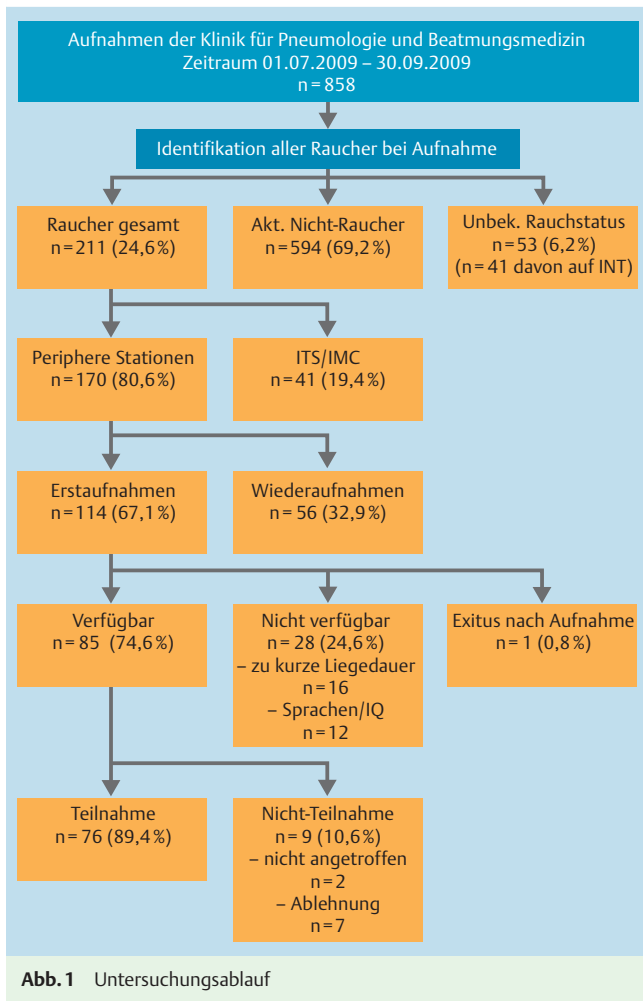 Aufnahmen der Klinik für Pneumologie und Beatmungsmedizin
Zeitraum 01.07.2009 – 30.09.2009
n = 858
Identifikation aller Raucher bei Aufnahme
Raucher gesamt
n = 211 (24,6 %)
Akt. Nicht-Raucher
n = 594 (69,2 %)
Unbek. Rauchstatus
n = 53 (6,2 %)
(n = 41 davon auf INT)
Periphere Stationen
n = 170 (80,6 %)
ITS/IMC
n = 41 (19,4 %)
Erstaufnahmen
n = 114 (67,1 %)
Wiederaufnahmen
n = 56 (32,9 %)
Verfügbar
n = 85 (74,6 %)
Nicht verfügbar
n = 28 (24,6 %)
– zu kurze Liegedauer
n = 16
– Sprachen/IQ
n = 12
Exitus nach Aufnahme
n = 1 (0,8 %)
Teilnahme
n = 76 (89,4 %)
Nicht-Teilnahme
n = 9 (10,6 %)
– nicht angetroffen
n = 2
– Ablehnung
n = 7
Abb. 1 Untersuchungsablauf